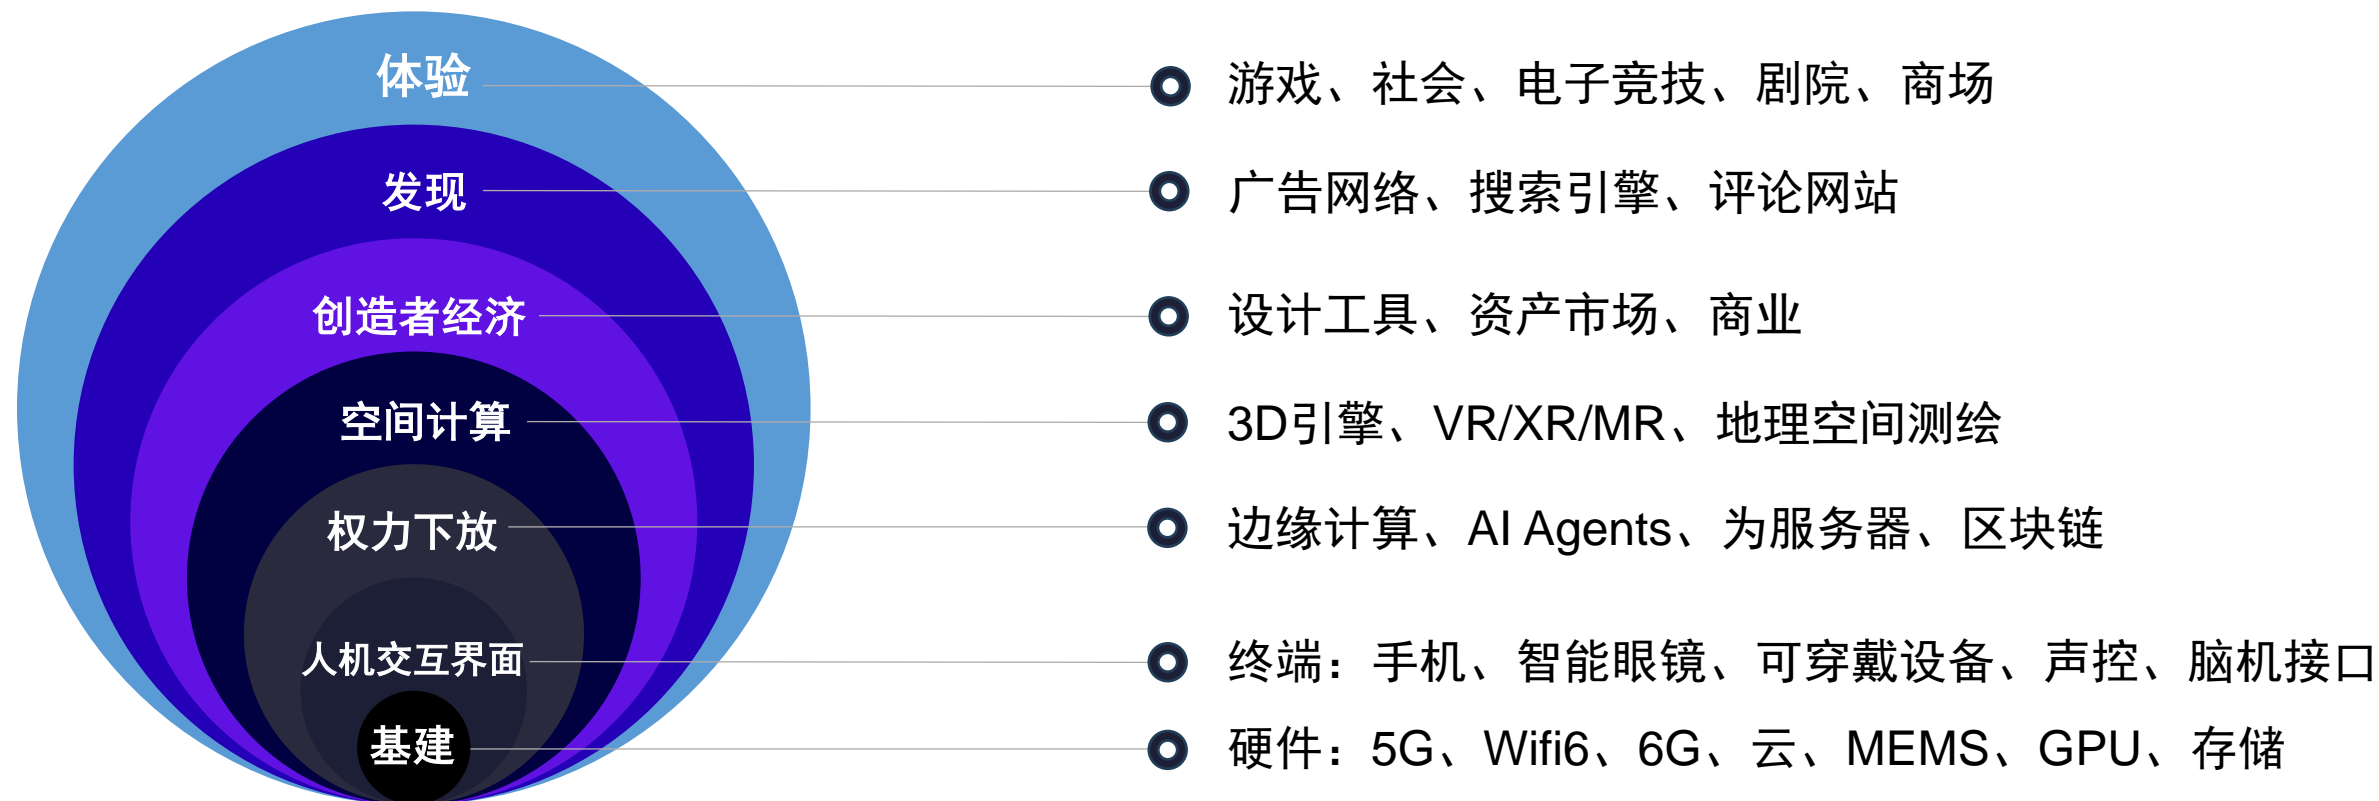 体验
游戏、社会、电子竞技、剧院、商场
发现
广告网络、搜索引擎、评论网站
创造者经济
设计工具、资产市场、商业
空间计算
3D引擎、VR/XR/MR、地理空间测绘
权力下放
边缘计算、AI Agents、为服务器、区块链
人机交互界面
终端：手机、智能眼镜、可穿戴设备、声控、脑机接口
基建
硬件：5G、Wifi6、6G、云、MEMS、GPU、存储